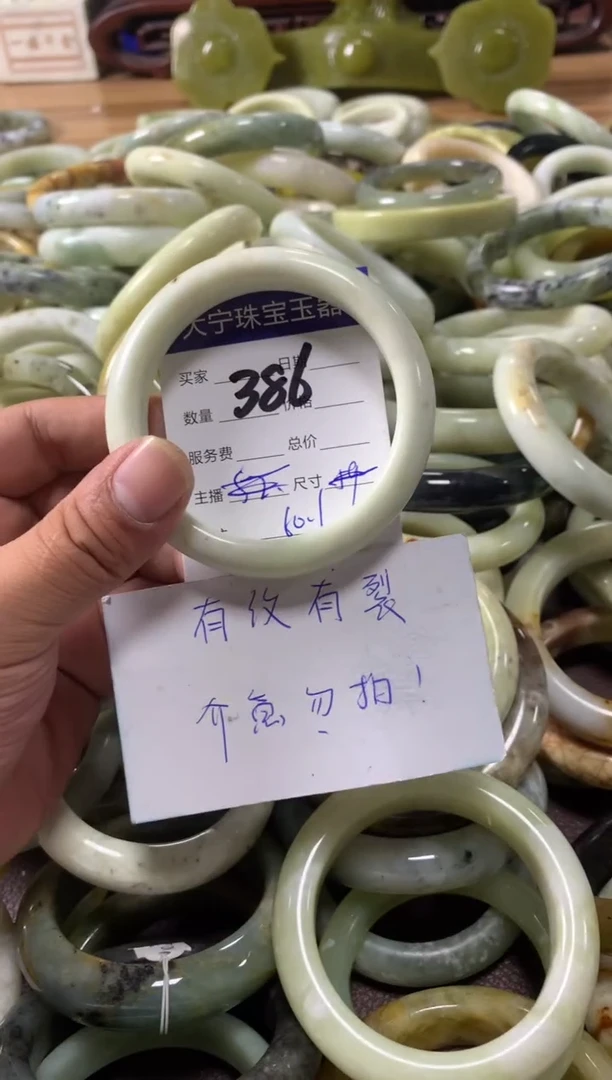 天宁珠宝玉器
买家 日期
数量 386 价格
服务费 总价
主播 尺寸
60.1
有纹有裂
介意勿拍！